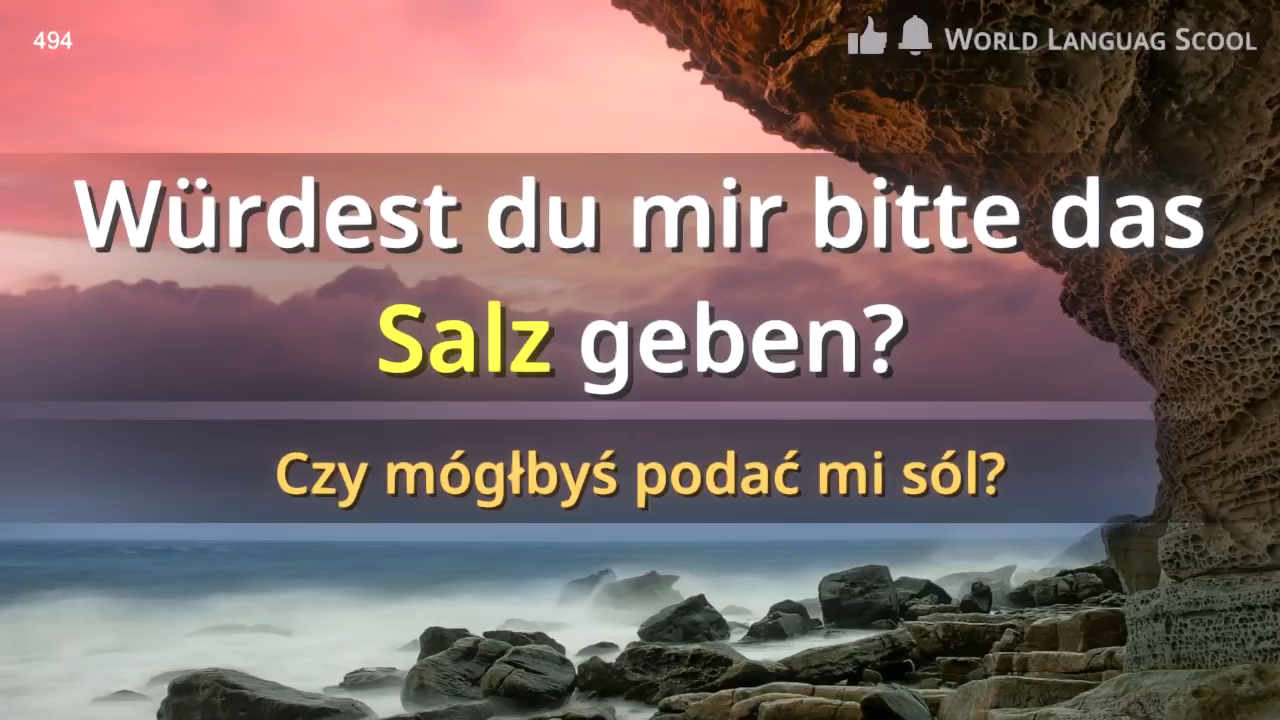 494
World Languag Scool
Würdest du mir bitte das
Salz geben?
Czy mógłbyś podać mi sól?